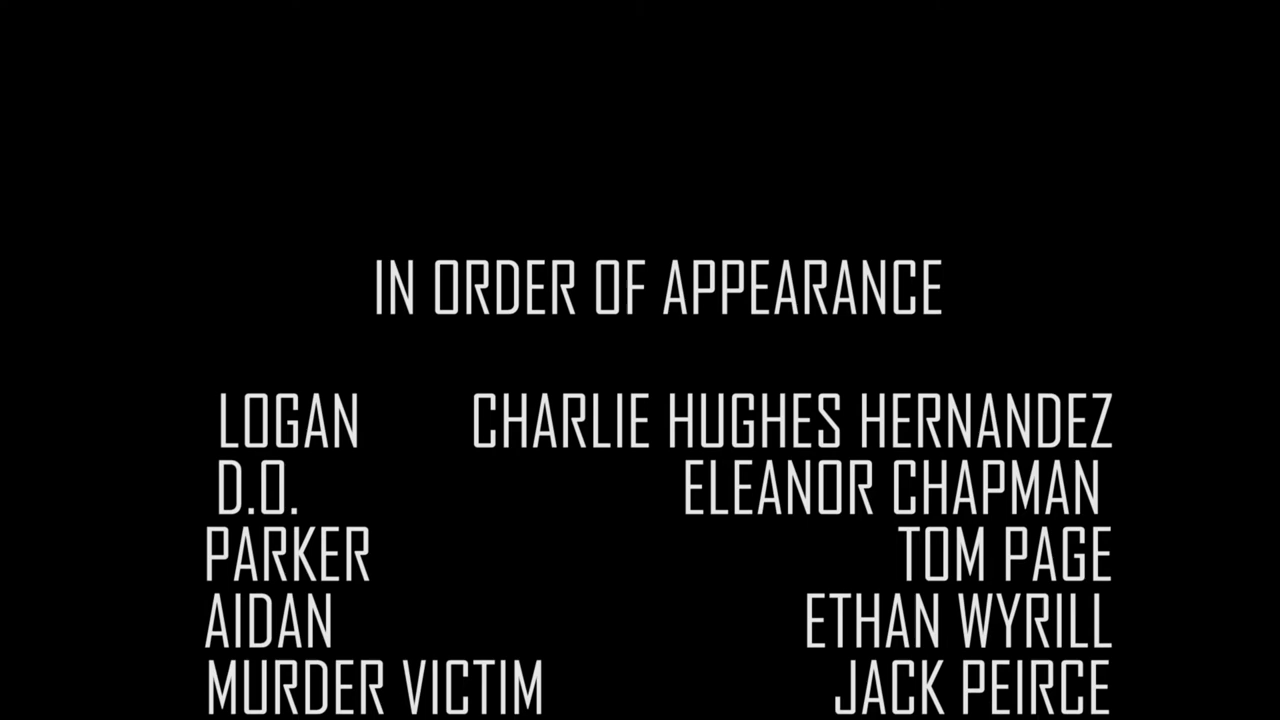 IN ORDER OF APPEARANCE
LOGAN CHARLIE HUGHES HERNANDEZ
D.O. ELEANOR CHAPMAN
PARKER TOM PAGE
AIDAN ETHAN WYRILL
MURDER VICTIM JACK PEIRCE